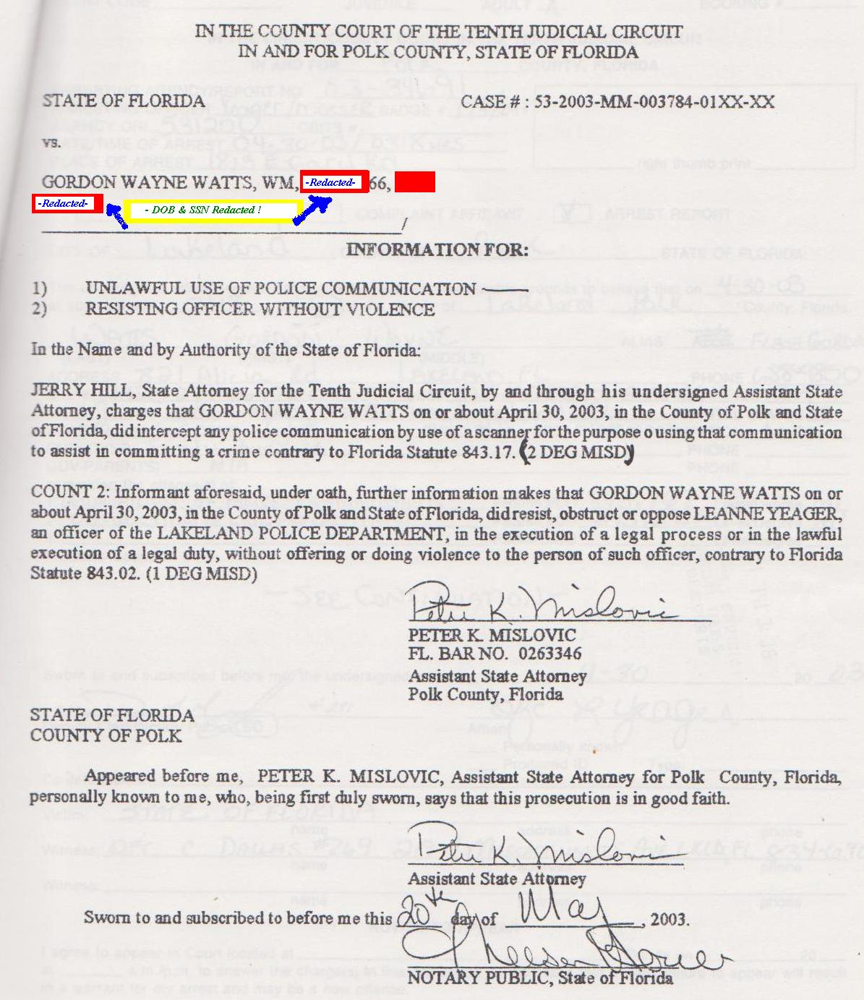 IN THE COUNTY COURT OF THE TENTH JUDICIAL CIRCUIT
IN AND FOR POLK COUNTY, STATE OF FLORIDA
STATE OF FLORIDA CASE # : 53-2003-MM-003784-01XX-XX
vs.
GORDON WAYNE WATTS, WM, -Redacted- 66,
-Redacted- - DOB & SSN Redacted !
/
INFORMATION FOR:
1) UNLAWFUL USE OF POLICE COMMUNICATION
2) RESISTING OFFICER WITHOUT VIOLENCE
In the Name and by Authority of the State of Florida:
JERRY HILL, State Attorney for the Tenth Judicial Circuit, by and through his undersigned Assistant State
Attorney, charges that GORDON WAYNE WATTS on or about April 30, 2003, in the County of Polk and State
of Florida, did intercept any police communication by use of a scanner for the purpose o using that communication
to assist in committing a crime contrary to Florida Statute 843.17. (2 DEG MISD)
COUNT 2: Informant aforesaid, under oath, further information makes that GORDON WAYNE WATTS on or
about April 30, 2003, in the County of Polk and State of Florida, did resist, obstruct or oppose LEANNE YEAGER,
an officer of the LAKELAND POLICE DEPARTMENT, in the execution of a legal process or in the lawful
execution of a legal duty, without offering or doing violence to the person of such officer, contrary to Florida
Statute 843.02. (1 DEG MISD)
Peter K. Mislovic
PETER K. MISLOVIC
FL. BAR NO. 0263346
Assistant State Attorney
Polk County, Florida
STATE OF FLORIDA
COUNTY OF POLK
Appeared before me, PETER K. MISLOVIC, Assistant State Attorney for Polk County, Florida,
personally known to me, who, being first duly sworn, says that this prosecution is in good faith.
Peter K. Mislovic
Assistant State Attorney
Sworn to and subscribed to before me this 20th day of May, 2003.
NOTARY PUBLIC, State of Florida